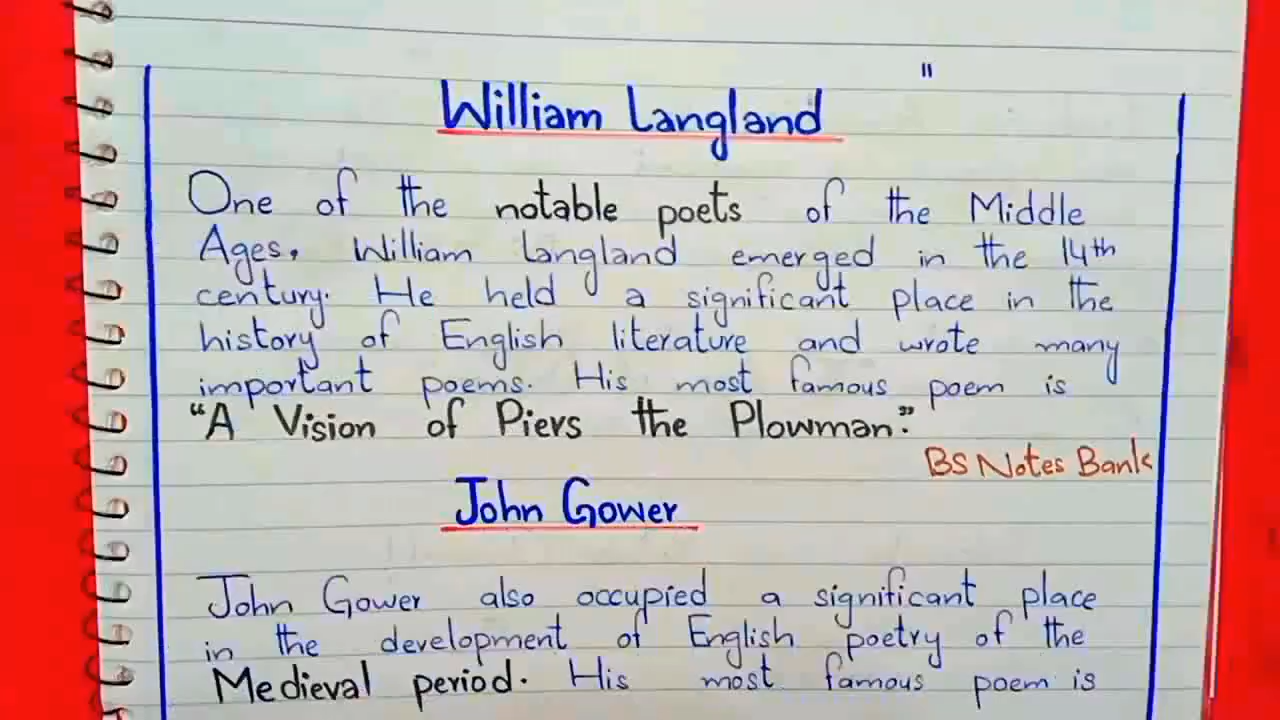 "
William Langland
One of the notable poets of the Middle
Ages. William Langland emerged in the 14th
century. He held a significant place in the
history of English literature and wrote many
important poems. His most famous poem is
“A Vision of Piers the Plowman.”
BS Notes Bank
John Gower
John Gower also occupied a significant place
in the development of English poetry of the
Medieval period. His most famous poem is